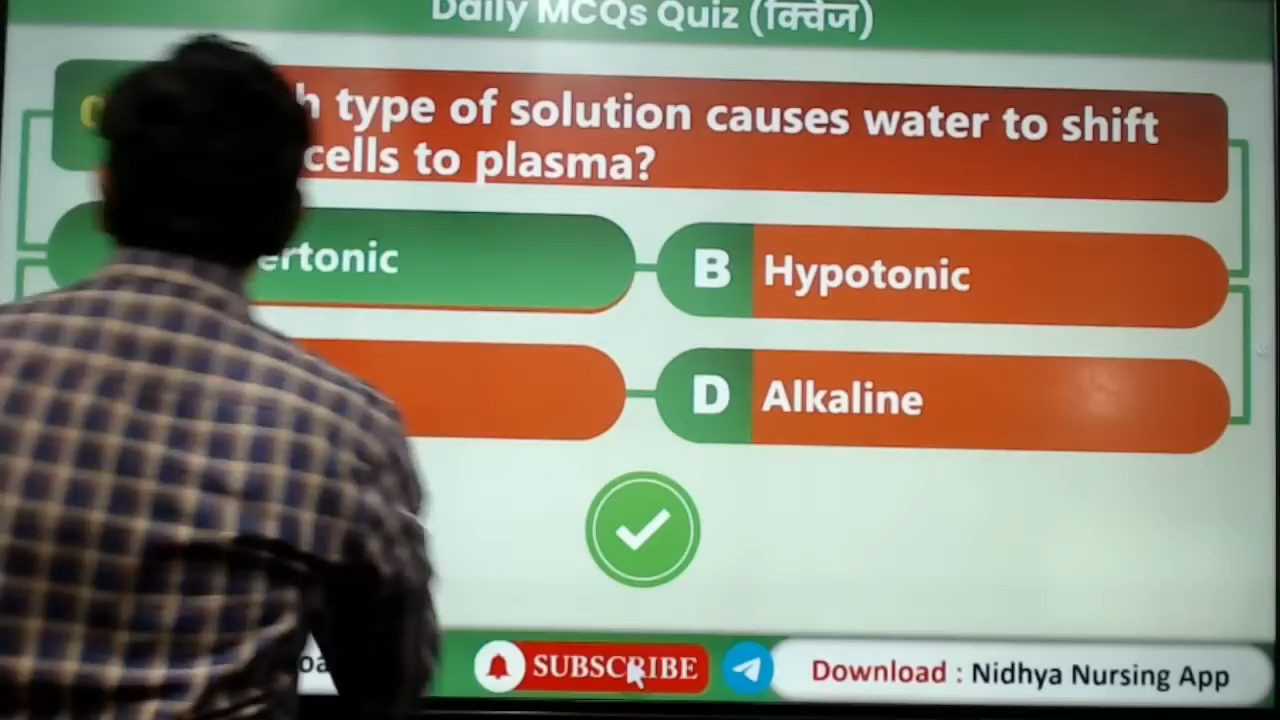 Daily MCQs Quiz (क्विज)
type of solution causes water to shift
cells to plasma?
ertonic
B Hypotonic
D Alkaline
SUBSCRIBE
Download : Nidhya Nursing App